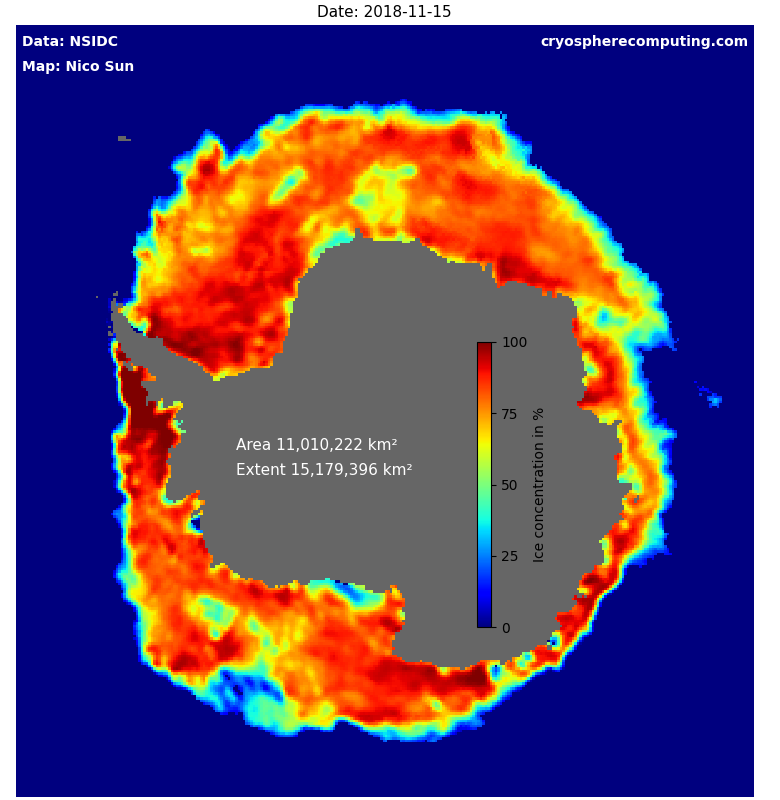 Date: 2018-11-15
Data: NSIDC
cryospherecomputing.com
Map: Nico Sun
100
75
50
25
0
Ice concentration in %
Area 11,010,222 km²
Extent 15,179,396 km²